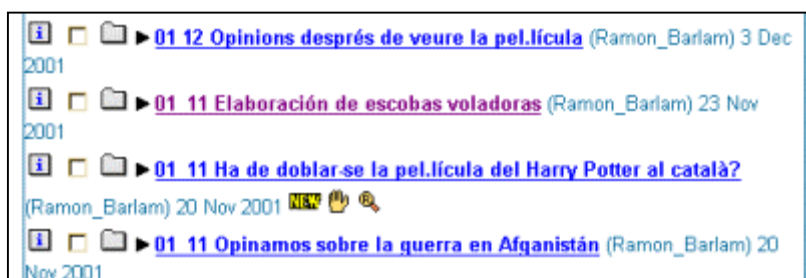 01 12 Opinions després de veure la pel.lícula (Ramon_Barlam) 3 Dec
2001
01 11 Elaboración de escobas voladoras (Ramon_Barlam) 23 Nov
2001
01 11 Ha de doblar-se la pel.lícula del Harry Potter al català?
(Ramon_Barlam) 20 Nov 2001 NEW
01 11 Opinamos sobre la guerra en Afganistán (Ramon_Barlam) 20
Nov 2001